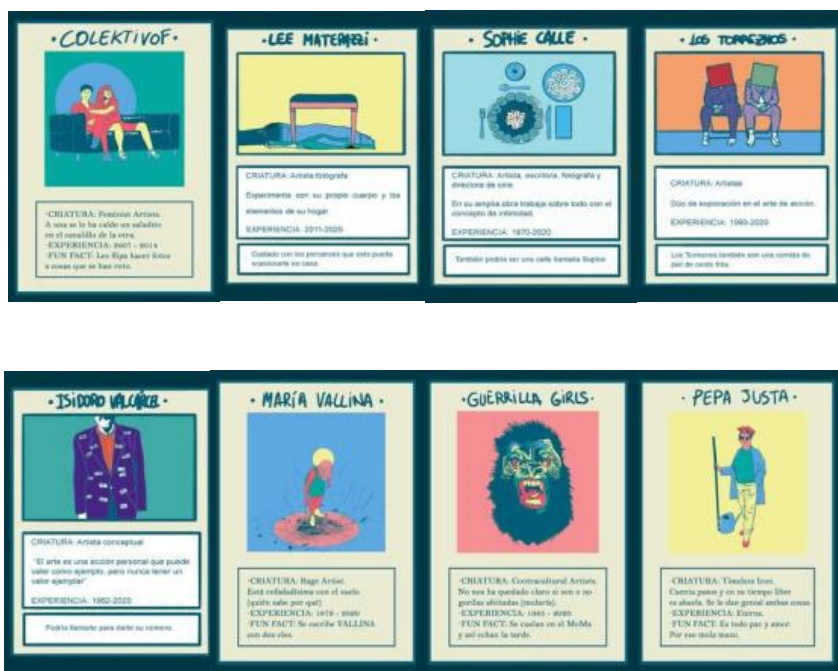 ·COLEKTIVOF·
·CRIATURA: Feminist Artists.
A una se le ha caído un saladito
en el canalillo de la otra.
·EXPERIENCIA: 2007 - 2014
·FUN FACT: Les flipa hacer fotos
a cosas que se han roto.
·LEE MATERAZZI·
CRIATURA: Artista fotógrafa
Experimenta con su propio cuerpo y los
elementos de su hogar.
EXPERIENCIA: 2011-2020
Cuidado con los percances que esto puede
ocasionarte en casa.
· SOPHIE CALLE ·
CRIATURA: Artista, escritora, fotógrafa y
directora de cine
En su amplia obra trabaja sobre todo con el
concepto de intimidad.
EXPERIENCIA: 1970-2020
También podría ser una calle llamada Sophie
· LOS TORREZNOS ·
CRIATURA: Artistas
Dúo de exploración en el arte de acción.
EXPERIENCIA: 1990-2020
Los Torreznos también son una comida de
piel de cerdo frita.
·ISIDORO VALCÁRCEL·
CRIATURA: Artista conceptual
"El arte es una acción personal que puede
valer como ejemplo, pero nunca tener un
valor ejemplar"
EXPERIENCIA: 1962-2020
Podría llamarte para darte su número.
· MARÍA VALLINA ·
·CRIATURA: Rage Artist.
Está enfadadísima con el suelo
(quién sabe por qué)
·EXPERIENCIA: 1978 - 2020
·FUN FACT: Se escribe VALLINA
con dos eles.
·GUERRILLA GIRLS·
·CRIATURA: Contracultural Artists.
No nos ha quedado claro si son o no
gorilas ahitadas (molaría).
·EXPERIENCIA: 1985 - 2020
·FUN FACT: Se cuelan en el MoMa
y así echan la tarde.
· PEPA JUSTA·
·CRIATURA: Timeless Icon.
Cuenta pasos y en su tiempo libre
es abuela. Se le dan genial ambas cosas.
·EXPERIENCIA: Eterna.
·FUN FACT: Es todo paz y amor.
Por eso mola mazo.